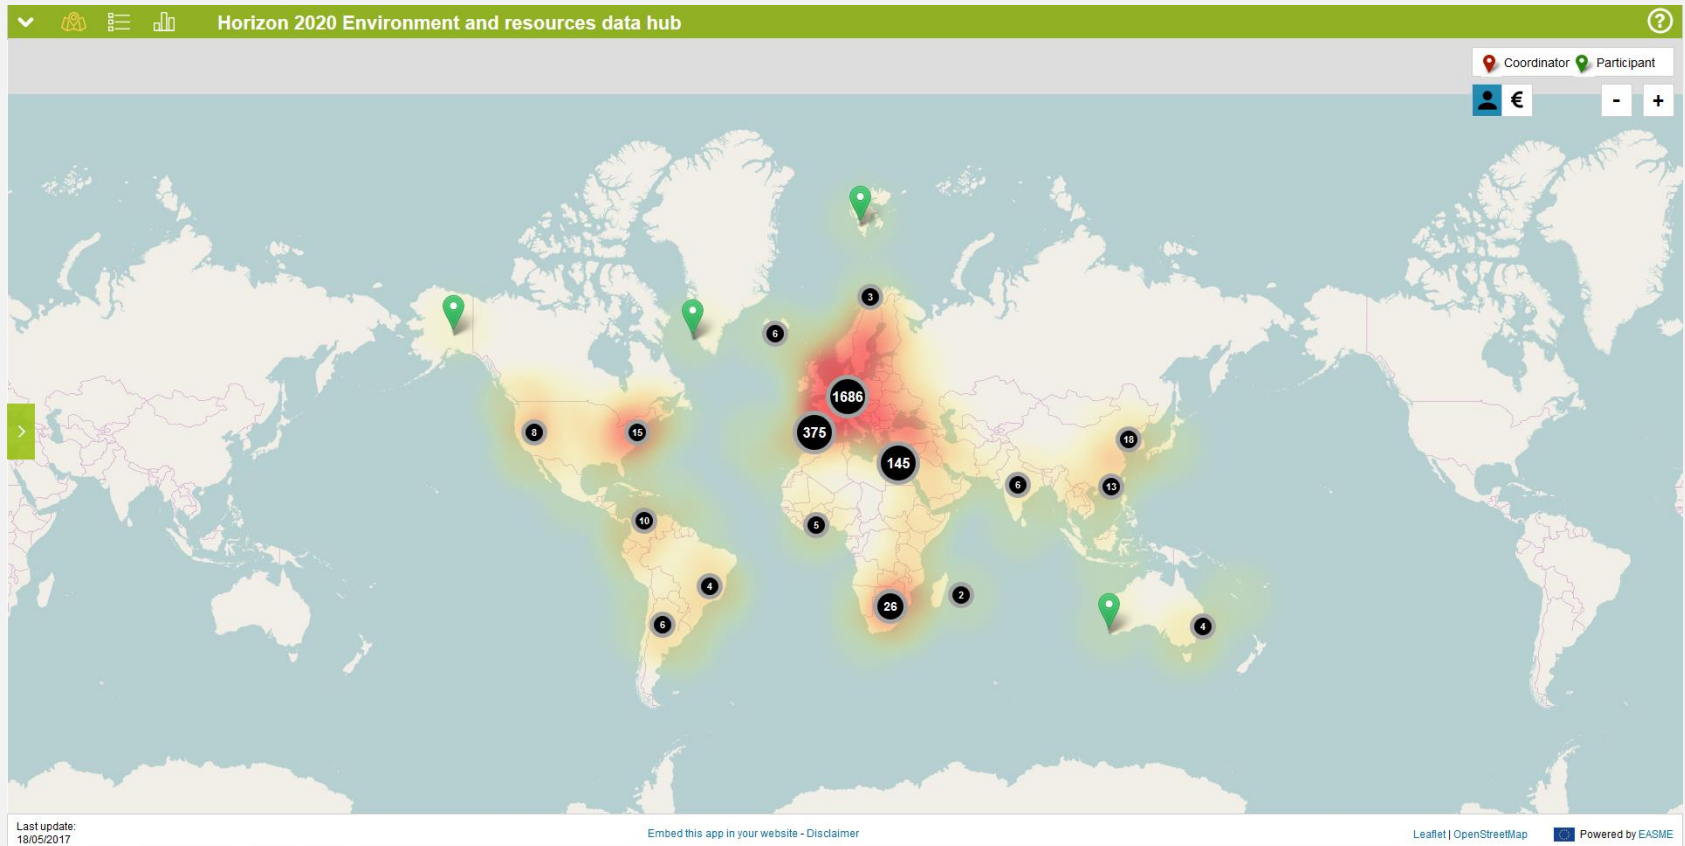 Horizon 2020 Environment and resources data hub
?
Coordinator Participant
€ - +
3
6
1686
375
8
15
145
18
6
13
10
5
4
2
26
6
4
Last update:
18/05/2017
Embed this app in your website - Disclaimer
Leaflet | OpenStreetMap
Powered by EASME